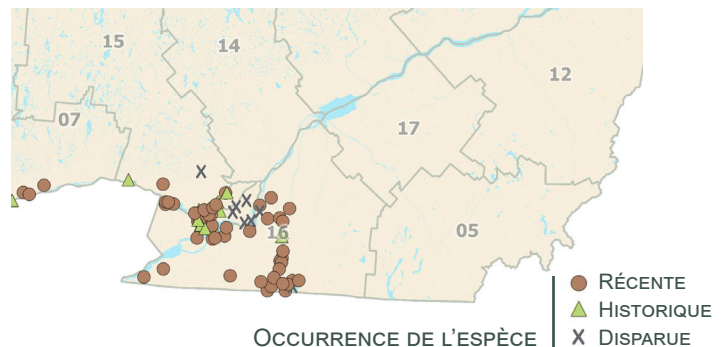 15
14
12
07
17
16
05
RÉCENTE
HISTORIQUE
OCCURRENCE DE L'ESPÈCE
DISPARUE